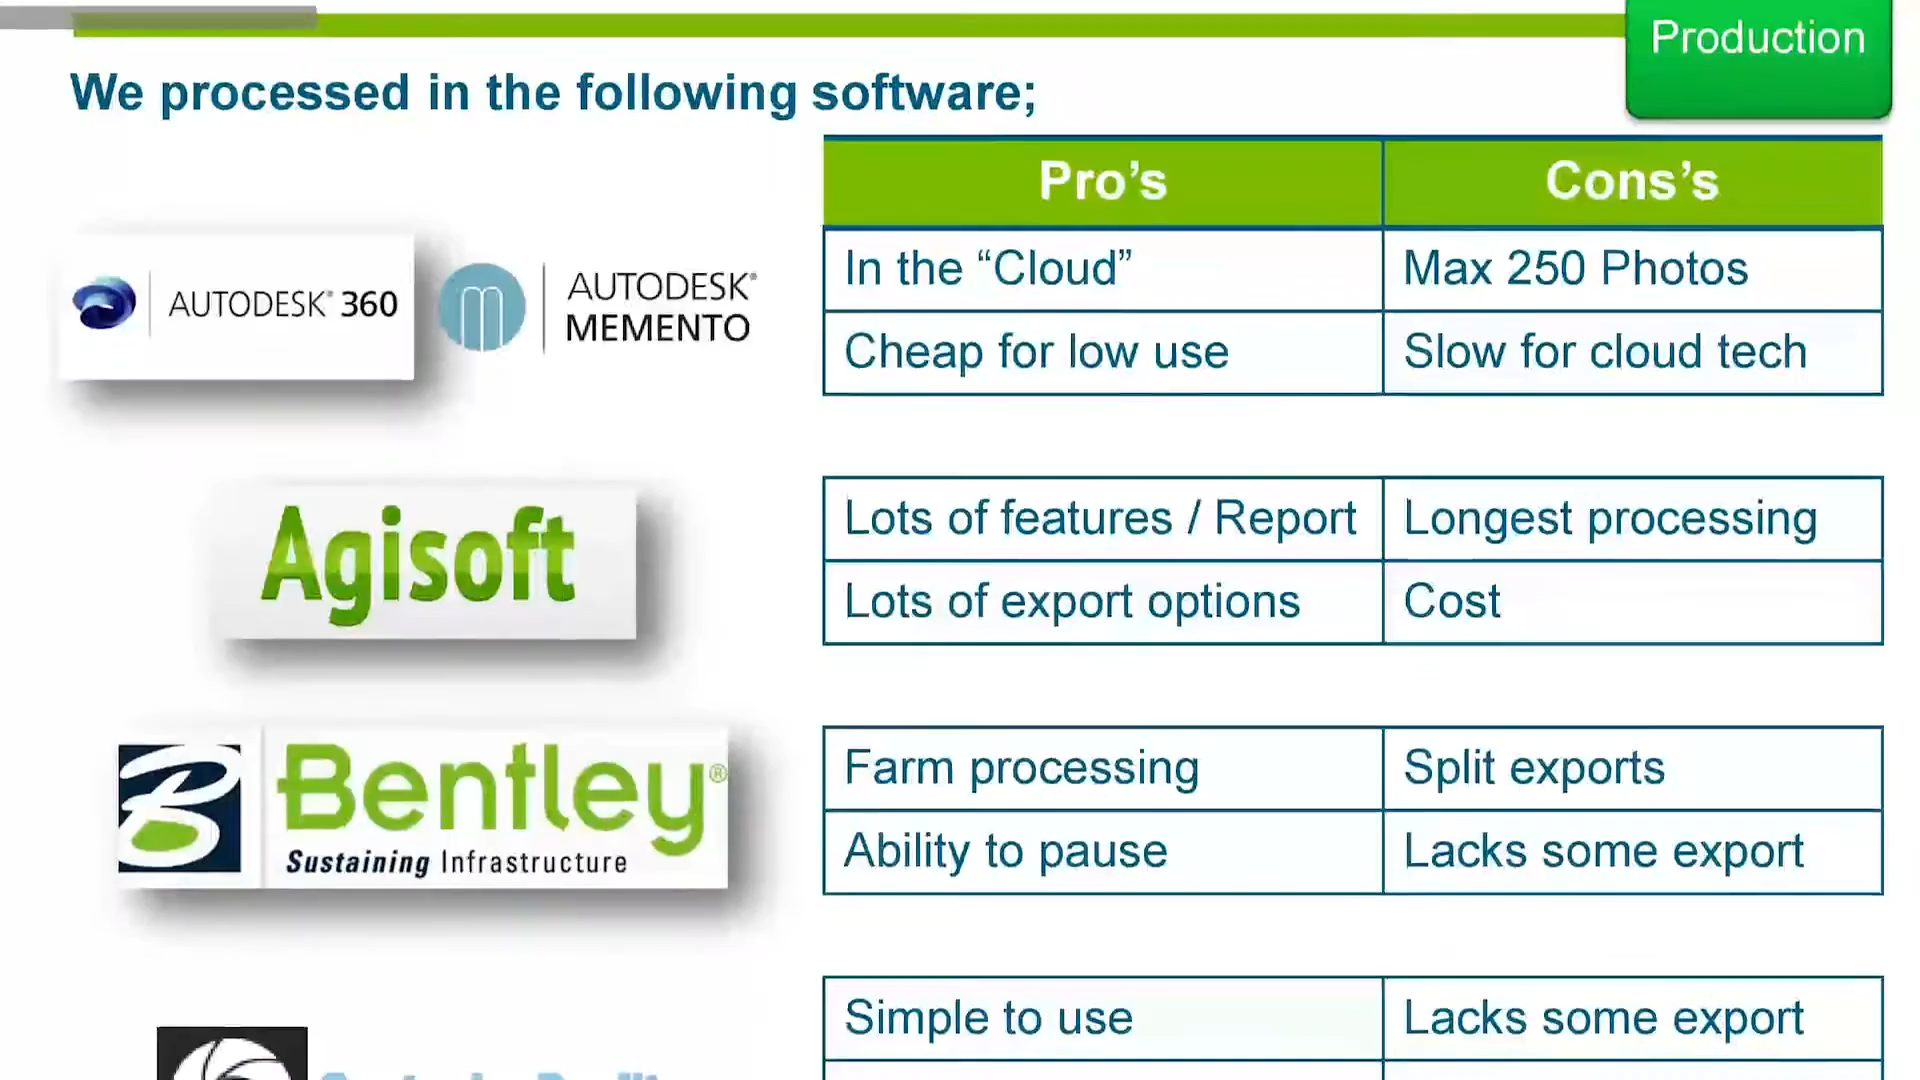 Production
We processed in the following software;
Pro’s Cons’s
AUTODESK® 360
AUTODESK®
MEMENTO
In the “Cloud” Max 250 Photos
Cheap for low use Slow for cloud tech
Agisoft
Lots of features / Report Longest processing
Lots of export options Cost
B Bentley®
Sustaining Infrastructure
Farm processing Split exports
Ability to pause Lacks some export
Simple to use Lacks some export